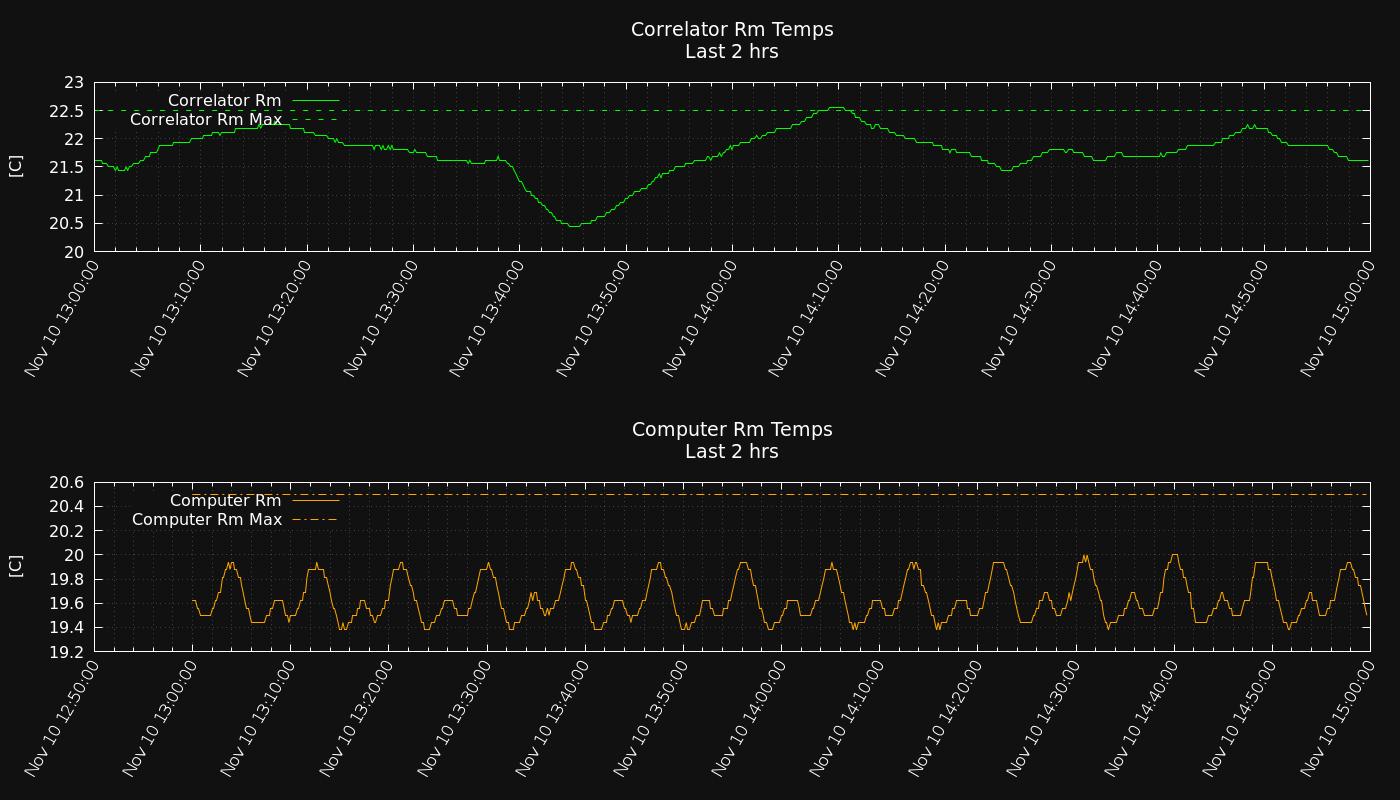 Correlator Rm Temps
Last 2 hrs
23
22.5
22
21.5
21
20.5
20
[C]
Correlator Rm
Correlator Rm Max
Nov 10 13:00:00
Nov 10 13:10:00
Nov 10 13:20:00
Nov 10 13:30:00
Nov 10 13:40:00
Nov 10 13:50:00
Nov 10 14:00:00
Nov 10 14:10:00
Nov 10 14:20:00
Nov 10 14:30:00
Nov 10 14:40:00
Nov 10 14:50:00
Nov 10 15:00:00
Computer Rm Temps
Last 2 hrs
20.6
20.4
20.2
20
19.8
19.6
19.4
19.2
[C]
Computer Rm
Computer Rm Max
Nov 10 12:50:00
Nov 10 13:00:00
Nov 10 13:10:00
Nov 10 13:20:00
Nov 10 13:30:00
Nov 10 13:40:00
Nov 10 13:50:00
Nov 10 14:00:00
Nov 10 14:10:00
Nov 10 14:20:00
Nov 10 14:30:00
Nov 10 14:40:00
Nov 10 14:50:00
Nov 10 15:00:00